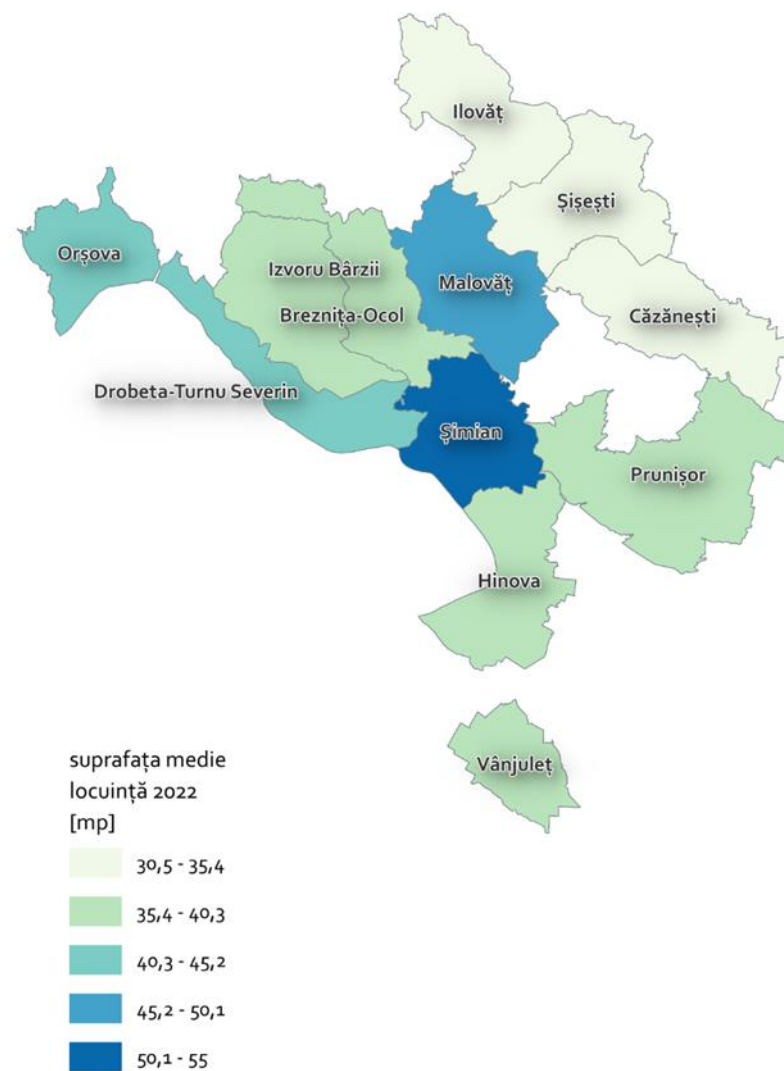 Ilovăț
Șișești
Orșova
Izvoru Bârzii
Malovăț
Breznița-Ocol
Căzănești
Drobeta-Turnu Severin
Șimian
Prunișor
Hinova
Vânjuleț
suprafața medie
locuință 2022
[mp]
30,5 - 35,4
35,4 - 40,3
40,3 - 45,2
45,2 - 50,1
50,1 - 55